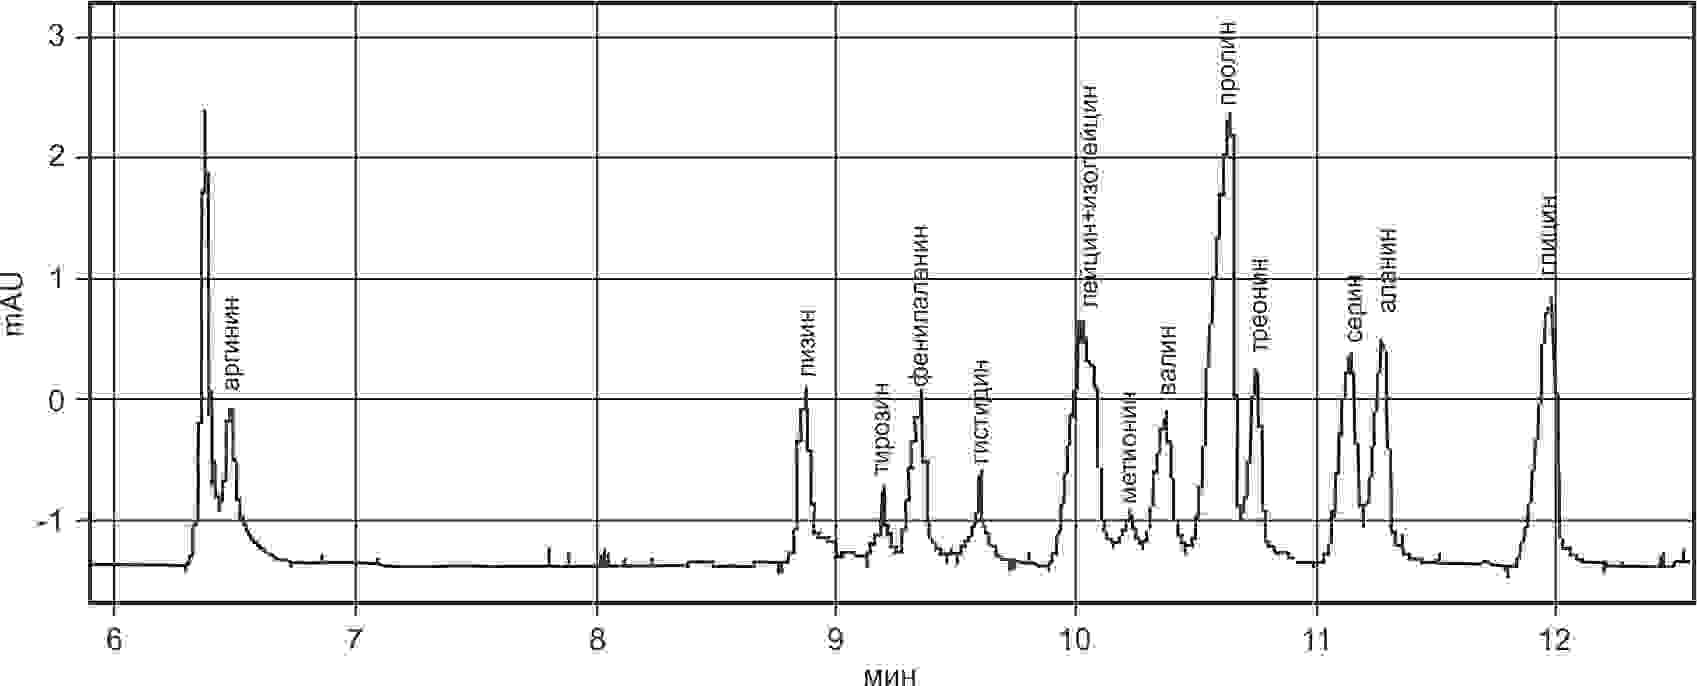 3
2
1
0
-1
mAU
аргинин
лизин
тирозин
фенилаланин
гистидин
лейцин+изолейцин
метионин
валин
пролин
треонин
серин
аланин
глицин
6 7 8 9 10 11 12
мин